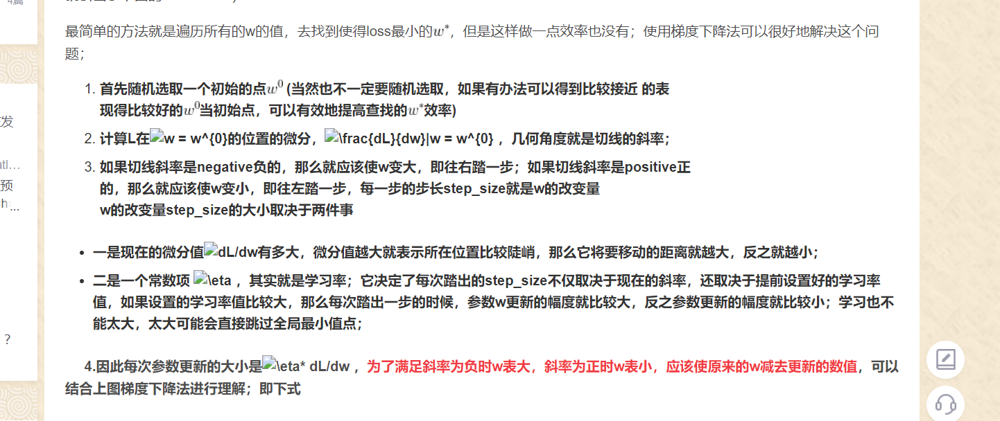 4篇
最简单的方法就是遍历所有的w的值，去找到使得loss最小的w*，但是这样做一点效率也没有；使用梯度下降法可以很好地解决这个问
题；
1. 首先随机选取一个初始的点w^0 (当然也不一定要随机选取，如果有办法可以得到比较接近 的表
现得比较好的w^0当初始点，可以有效地提高查找的w*效率)
2. 计算L在w = w^{0}的位置的微分，\frac{dL}{dw}|w = w^{0} ，几何角度就是切线的斜率；
3. 如果切线斜率是negative负的，那么就应该使w变大，即往右踏一步；如果切线斜率是positive正
的，那么就应该使w变小，即往左踏一步，每一步的步长step_size就是w的改变量
w的改变量step_size的大小取决于两件事
• 一是现在的微分值dL/dw有多大，微分值越大就表示所在位置比较陡峭，那么它将要移动的距离就越大，反之就越小；
• 二是一个常数项 \eta ，其实就是学习率；它决定了每次踏出的step_size不仅取决于现在的斜率，还取决于提前设置好的学习率
值，如果设置的学习率值比较大，那么每次踏出一步的时候，参数w更新的幅度就比较大，反之参数更新的幅度就比较小；学习也不
能太大，太大可能会直接跳过全局最小值点；
4.因此每次参数更新的大小是\eta* dL/dw ，为了满足斜率为负时w表大，斜率为正时w表小，应该使原来的w减去更新的数值，可以
结合上图梯度下降法进行理解；即下式
发
atl...
预
h...
？